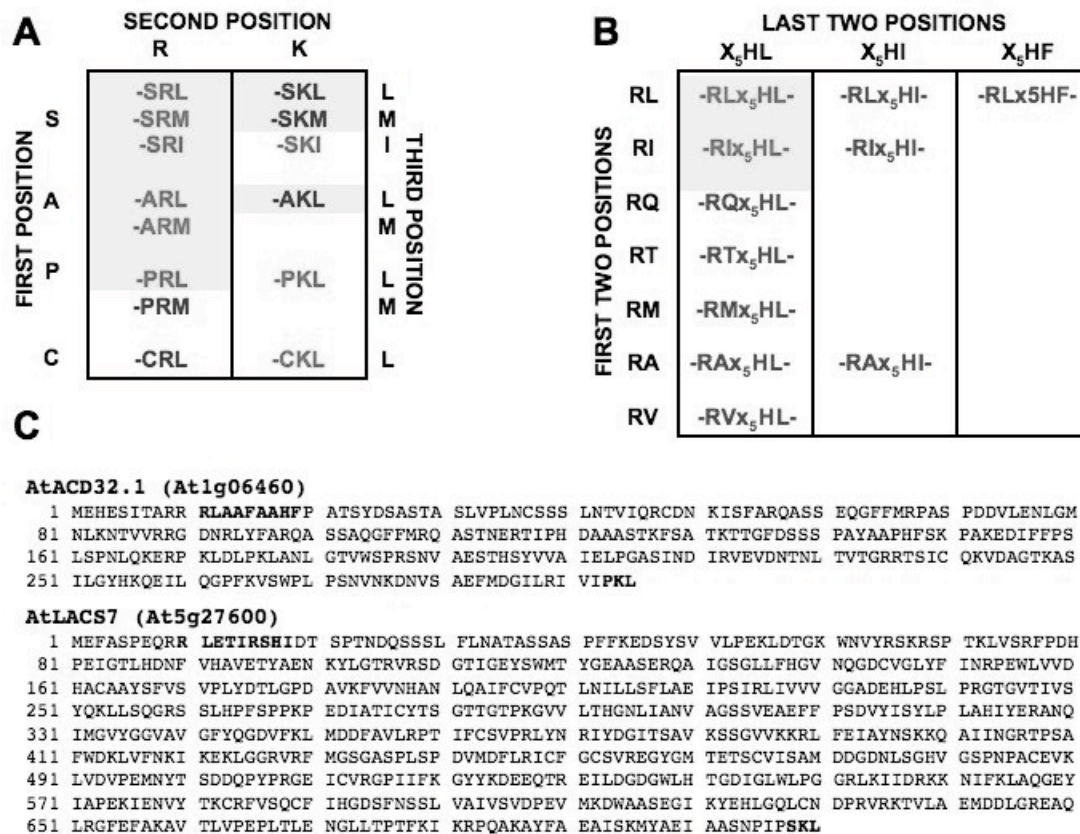 A
SECOND POSITION
R K
FIRST POSITION
THIRD POSITION
-SRL -SKL L
S -SRM -SKM M
-SRI -SKI I
A -ARL -AKL L
-ARM M
P -PRL -PKL L
-PRM M
C -CRL -CKL L
B
LAST TWO POSITIONS
X₅HL X₅HI X₅HF
FIRST TWO POSITIONS
RL -RLx₅HL- -RLx₅HI- -RLx5HF-
RI -RIx₅HL- -RIx₅HI-
RQ -RQx₅HL-
RT -RTx₅HL-
RM -RMx₅HL-
RA -RAx₅HL- -RAx₅HI-
RV -RVx₅HL-
C
AtACD32.1 (At1g06460)
1 MEHESITARR RLAAFAAHFP ATSYDSASTA SLVPLNCSSS LNTVIQRCDN KISFARQASS EQGFFMRPAS PDDVLENLGM
81 NLKNTVVRRG DNRLYFARQA SSAQGFFMRQ ASTNERTIPH DAAASTKFSA TKTTGFDSSS PAYAAPHFSK PAKEDIFFPS
161 LSPNLQKERP KLDLPKLANL GTVWSPRSNV AESTHSYVVA IELPGASIND IRVEVDNTNL TVTGRRTSIC QKVDAGTKAS
251 ILGYHKQEIL QGPFKVSWPL PSNVNKDNVS AEFMDGILRI VIPKL
AtLACS7 (At5g27600)
1 MEFASPEQRR LETIRSHIDT SPTNDQSSSL FLNATASSAS PFFKEDSYSV VLPEKLDTGK WNVYRSKRSP TKLVSRFPDH
81 PEIGTLHDNF VHAVETYAEN KYLGTRVRSD GTIGEYSWMT YGEAASERQA IGSGLLFHGV NQGDCVGLYF INRPEWLVVD
161 HACAAYSFVS VPLYDTLGPD AVKFVVNHAN LQAIFCVPQT LNILLSFLAE IPSIRLIVVV GGADEHLPSL PRGTGVTIVS
251 YQKLLSQGRS SLHPFSPPKP EDIATICYTS GTTGTPKGVV LTHGNLIANV AGSSVEAEFF PSDVYISYLP LAHIYERANQ
331 IMGVYGGVAV GFYQGDVFKL MDDFAVLRPT IFCSVPRLYN RIYDGITSAV KSSGVVKKRL FEIAYNSKKQ AIINGRTPSA
411 FWDKLVFNKI KEKLGGRVRF MGSGASPLSP DVMDFLRICF GCSVREGYGM TETSCVISAM DDGDNLSGHV GSPNPACEVK
491 LVDVPEMNYT SDDQPYPRGE ICVRGPIIFK GYYKDEEQTR EILDGDGWLH TGDIGLWLPG GRLKIIDRKK NIFKLAQGEY
571 IAPEKIENVY TKCRFVSQCF IHGDSFNSSL VAIVSVDPEV MKDWAASEGI KYEHLGQLCN DPRVRKTVLA EMDDLGREAQ
651 LRGFEFAKAV TLVPEPLTLE NGLLTPTFKI KRPQAKAYFA EAISKMYAEI AASNPIPSKL